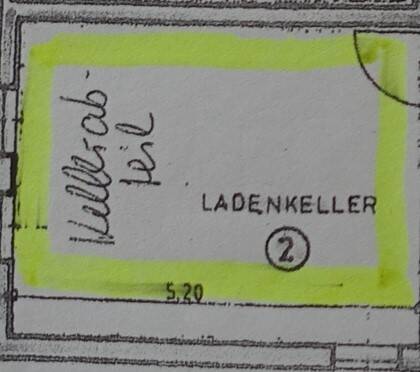 Kellerab-
teil
LADENKELLER
2
5,20